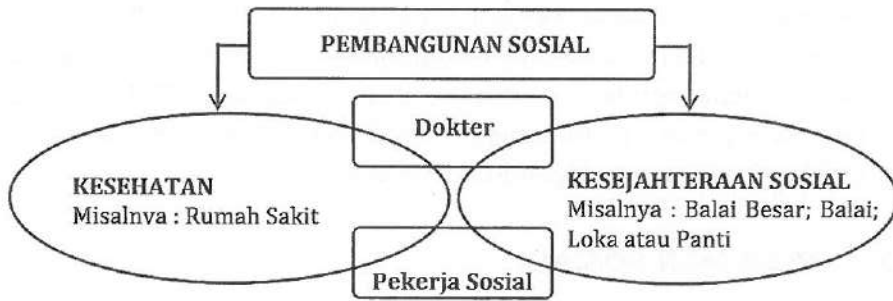 PEMBANGUNAN SOSIAL
Dokter
KESEHATAN
Misalnva : Rumah Sakit
KESEJAHTERAAN SOSIAL
Misalnya : Balai Besar; Balai;
Loka atau Panti
Pekerja Sosial